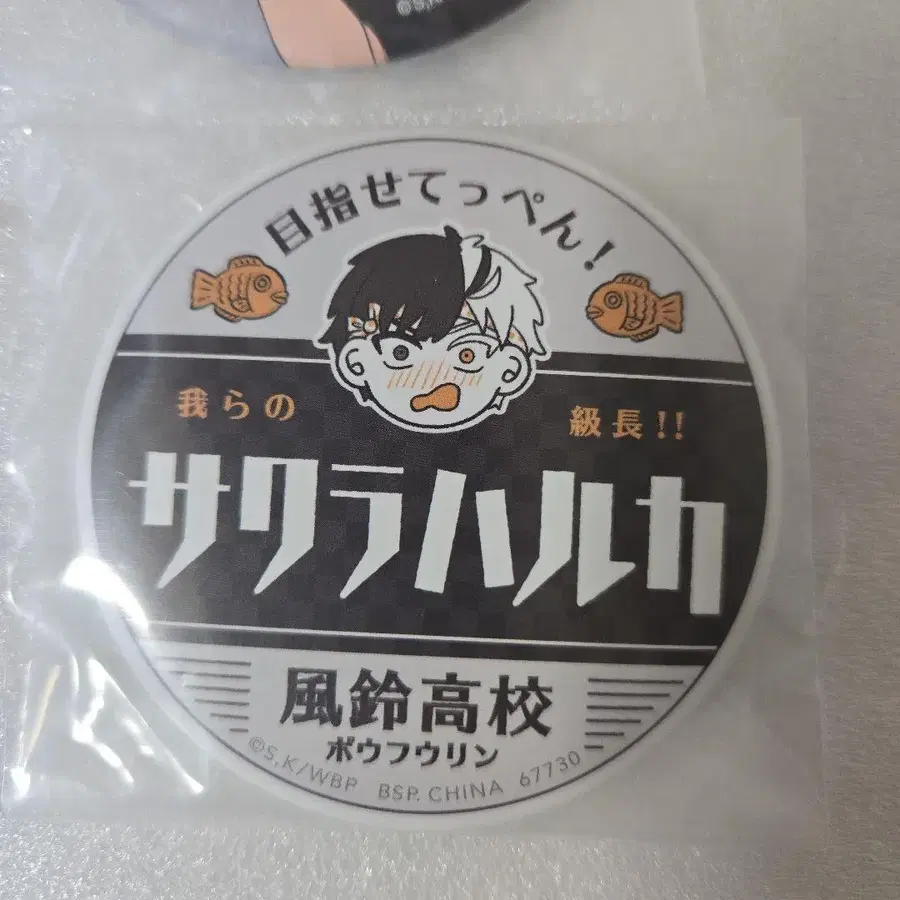 目指せてっぺん!
我らの
級長!!
サクラハルカ
風鈴高校
ボウフウリン
©S.K/WBP BSP. CHINA 67730